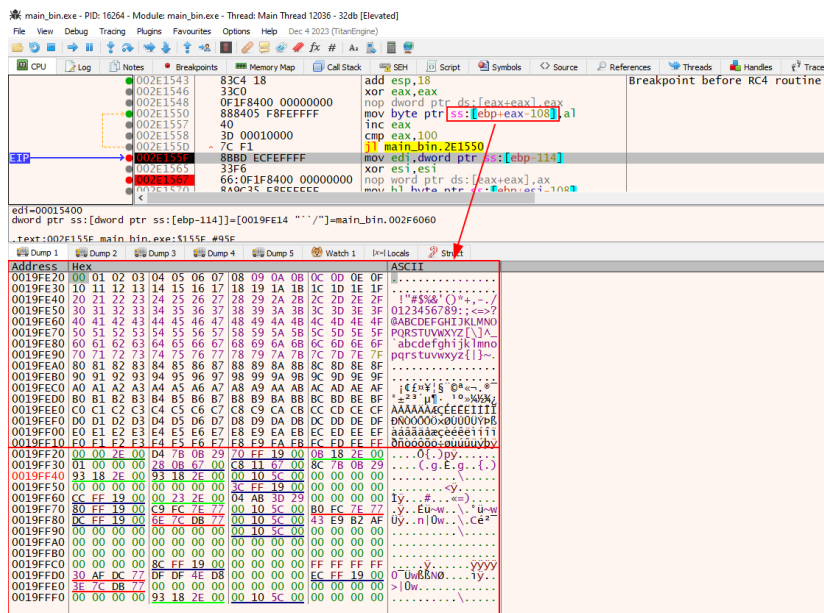 main_bin.exe - PID: 16264 - Module: main_bin.exe - Thread: Main Thread 12036 - 32db [Elevated]
File View Debug Tracing Plugins Favourites Options Help Dec 4 2023 (TitanEngine)
CPU Log Notes Breakpoints Memory Map Call Stack SEH Script Symbols Source References Threads Handles Trace
002E1543 83C4 18 add esp,18 Breakpoint before RC4 routine
002E1546 33C0 xor eax,eax
002E1548 0F1F8400 00000000 nop dword ptr ds:[eax+eax],eax
002E1550 888405 F8FEFFFF mov byte ptr ss:[ebp+eax-108],al
002E1557 40 inc eax
002E1558 3D 00010000 cmp eax,100
002E155D 7C F1 jl main_bin.2E1550
EIP 002E155F 8BBD ECFEFFFF mov edi,dword ptr ss:[ebp-114]
002E1565 33F6 xor esi,esi
002E1567 66:0F1F8400 00000000 nop word ptr ds:[eax+eax],ax
002E1570 8A9C35 F8FEFFFF mov bl,byte ptr ss:[ebp+esi-108]
edi=00015400
dword ptr ss:[dword ptr ss:[ebp-114]]=[0019FE14 "``/"]=main_bin.002F6060
.text:002E155F main_bin.exe:$155F #95F
Dump 1 Dump 2 Dump 3 Dump 4 Dump 5 Watch 1 [x=] Locals Struct
Address Hex ASCII
0019FE20 00 01 02 03 04 05 06 07 08 09 0A 0B 0C 0D 0E 0F ................
0019FE30 10 11 12 13 14 15 16 17 18 19 1A 1B 1C 1D 1E 1F ................
0019FE40 20 21 22 23 24 25 26 27 28 29 2A 2B 2C 2D 2E 2F !"#$%&'()*+,-./
0019FE50 30 31 32 33 34 35 36 37 38 39 3A 3B 3C 3D 3E 3F 0123456789:;<=>?
0019FE60 40 41 42 43 44 45 46 47 48 49 4A 4B 4C 4D 4E 4F @ABCDEFGHIJKLMNO
0019FE70 50 51 52 53 54 55 56 57 58 59 5A 5B 5C 5D 5E 5F PQRSTUVWXYZ[\]^_
0019FE80 60 61 62 63 64 65 66 67 68 69 6A 6B 6C 6D 6E 6F `abcdefghijklmno
0019FE90 70 71 72 73 74 75 76 77 78 79 7A 7B 7C 7D 7E 7F pqrstuvwxyz{|}~.
0019FEA0 80 81 82 83 84 85 86 87 88 89 8A 8B 8C 8D 8E 8F ................
0019FEB0 90 91 92 93 94 95 96 97 98 99 9A 9B 9C 9D 9E 9F ................
0019FEC0 A0 A1 A2 A3 A4 A5 A6 A7 A8 A9 AA AB AC AD AE AF
0019FED0 B0 B1 B2 B3 B4 B5 B6 B7 B8 B9 BA BB BC BD BE BF
0019FEE0 C0 C1 C2 C3 C4 C5 C6 C7 C8 C9 CA CB CC CD CE CF ÀÁÂÃÄÅÆÇÈÉÊËÌÍÎÏ
0019FEF0 D0 D1 D2 D3 D4 D5 D6 D7 D8 D9 DA DB DC DD DE DF ÐÑÒÓÔÕÖ×ØÙÚÛÜÝÞß
0019FF00 E0 E1 E2 E3 E4 E5 E6 E7 E8 E9 EA EB EC ED EE EF àáâãäåæçèéêëìíîï
0019FF10 F0 F1 F2 F3 F4 F5 F6 F7 F8 F9 FA FB FC FD FE FF ðñòóôõö÷øùúûüýþÿ
0019FF20 00 00 2E 00 D4 7B 0B 29 70 FF 19 00 0B 18 2E 00 ....Ô{.)pÿ......
0019FF30 01 00 00 00 28 0B 67 00 C8 11 67 00 8C 7B 0B 29 ....(.g.È.g..{.)
0019FF40 93 18 2E 00 93 18 2E 00 00 10 5C 00 00 00 00 00 ..........\.....
0019FF50 00 00 00 00 00 00 00 00 3C FF 19 00 00 00 00 00 ........<ÿ......
0019FF60 CC FF 19 00 00 23 2E 00 04 AB 3D 29 00 00 00 00 Ìÿ...#...«=)....
0019FF70 80 FF 19 00 C9 FC 7E 77 00 10 5C 00 B0 FC 7E 77 .ÿ..Éü~w..\.°ü~w
0019FF80 DC FF 19 00 6E 7C DB 77 00 10 5C 00 43 E9 B2 AF Üÿ..n|Ûw..\.Cé²¯
0019FF90 00 00 00 00 00 00 00 00 00 10 5C 00 00 00 00 00 ..........\.....
0019FFA0 00 00 00 00 00 00 00 00 00 00 00 00 00 00 00 00 ................
0019FFB0 00 00 00 00 00 00 00 00 00 00 00 00 00 00 00 00 ................
0019FFC0 00 00 00 00 8C FF 19 00 00 00 00 00 FF FF FF FF .....ÿ......ÿÿÿÿ
0019FFD0 30 AF DC 77 DF DF 4E D8 00 00 00 00 EC FF 19 00 0¯ÜwßßNØ....ìÿ..
0019FFE0 3E 7C DB 77 00 00 00 00 00 00 00 00 00 00 00 00 >|Ûw............
0019FFF0 00 00 00 00 93 18 2E 00 00 10 5C 00 00 00 00 00 ..........\.....